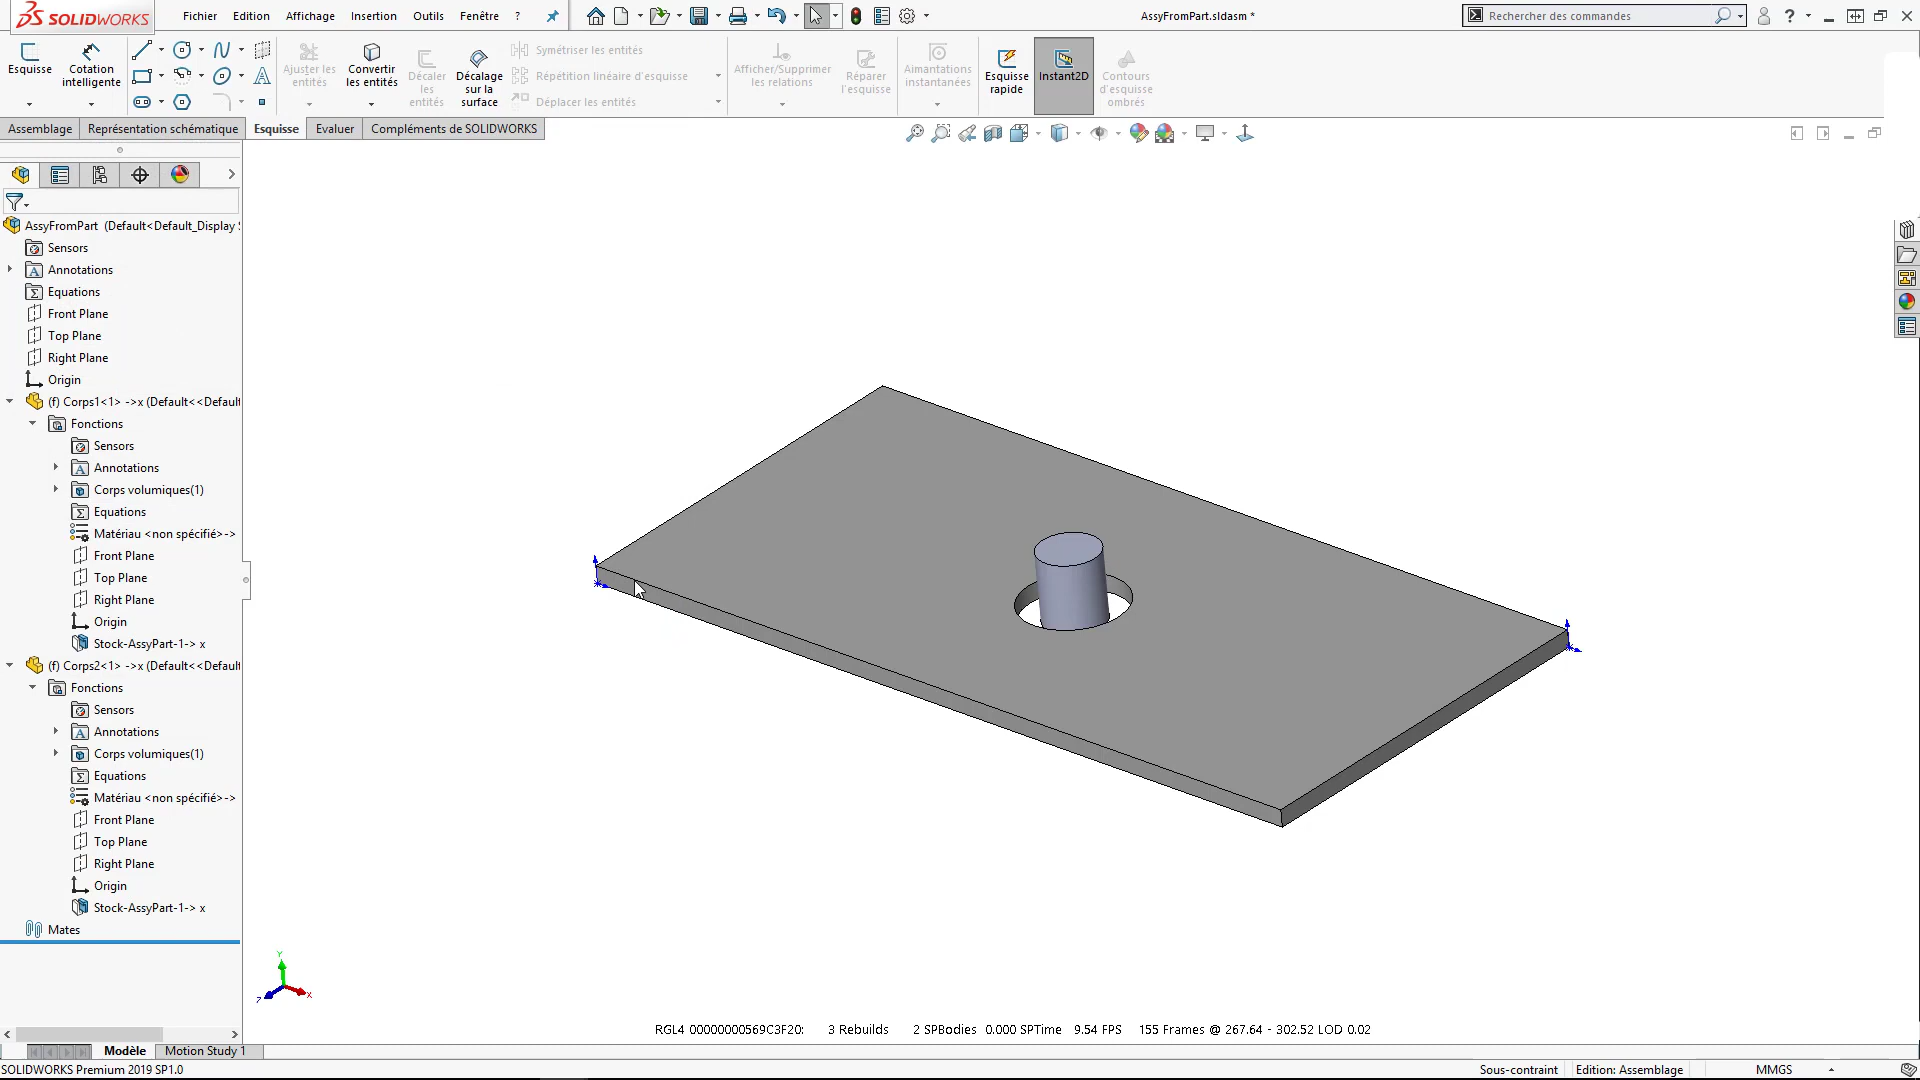 SOLIDWORKS
Fichier Edition Affichage Insertion Outils Fenêtre ?
AssyFromPart.sldasm *
Rechercher des commandes
?
Esquisse
Cotation
intelligente
Ajuster les
entités
Convertir
les entités
Décaler
les
entités
Décalage
sur la
surface
Symétriser les entités
Répétition linéaire d'esquisse
Déplacer les entités
Afficher/Supprimer
les relations
Réparer
l'esquisse
Aimantations
instantanées
Esquisse
rapide
Instant2D
Contours
d'esquisse
ombrés
Assemblage Représentation schématique Esquisse Evaluer Compléments de SOLIDWORKS
AssyFromPart (Default<Default_Display
Sensors
Annotations
Equations
Front Plane
Top Plane
Right Plane
Origin
(f) Corps1<1> ->x (Default<<Default
Fonctions
Sensors
Annotations
Corps volumiques(1)
Equations
Matériau <non spécifié>->
Front Plane
Top Plane
Right Plane
Origin
Stock-AssyPart-1-> x
(f) Corps2<1> ->x (Default<<Default
Fonctions
Sensors
Annotations
Corps volumiques(1)
Equations
Matériau <non spécifié>->
Front Plane
Top Plane
Right Plane
Origin
Stock-AssyPart-1-> x
Mates
Y
Z
X
RGL4 00000000569C3F20: 3 Rebuilds 2 SPBodies 0.000 SPTime 9.54 FPS 155 Frames @ 267.64 - 302.52 LOD 0.02
Modèle Motion Study 1
SOLIDWORKS Premium 2019 SP1.0
Sous-contraint Edition: Assemblage MMGS